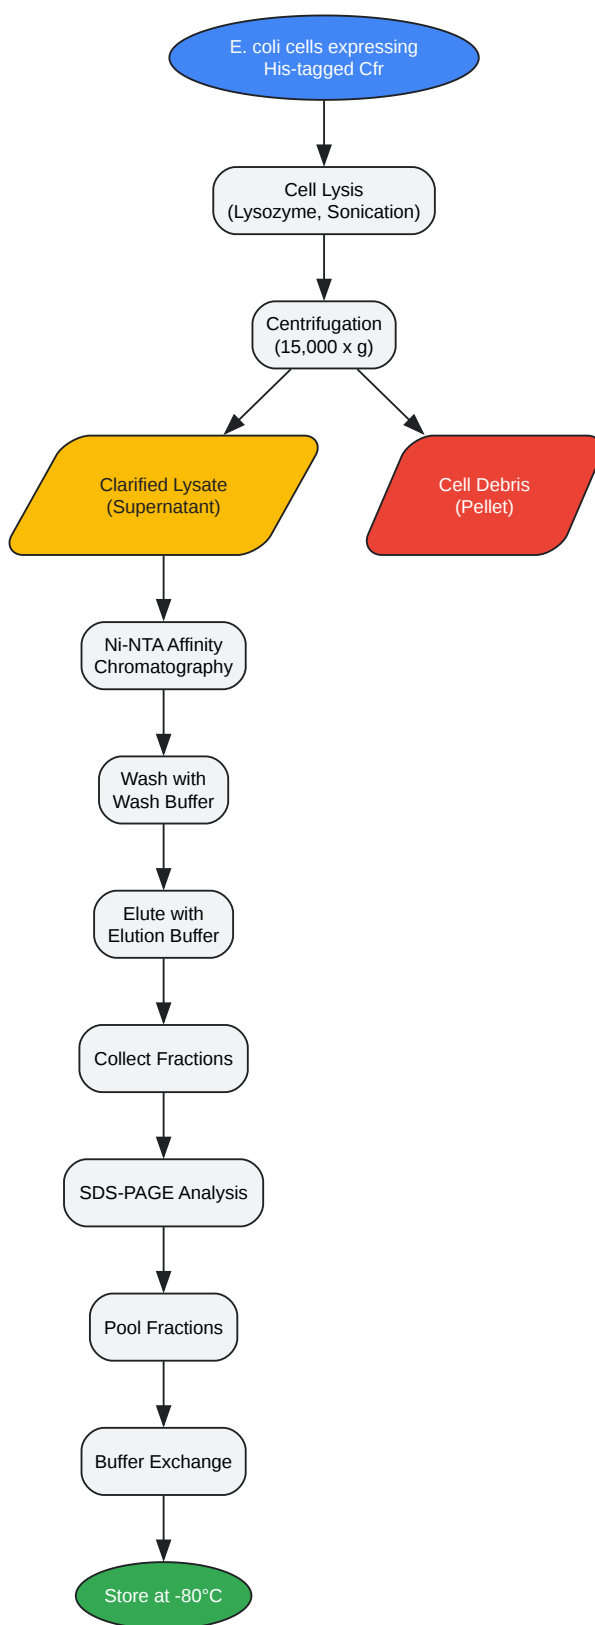 E. coli cells expressing
His-tagged Cfr
Cell Lysis
(Lysozyme, Sonication)
Centrifugation
(15,000 x g)
Clarified Lysate
(Supernatant)
Cell Debris
(Pellet)
Ni-NTA Affinity
Chromatography
Wash with
Wash Buffer
Elute with
Elution Buffer
Collect Fractions
SDS-PAGE Analysis
Pool Fractions
Buffer Exchange
Store at -80°C